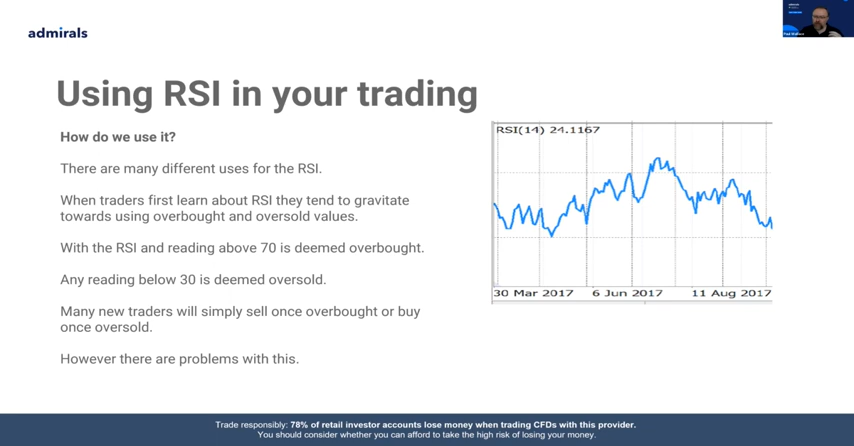 admirals
Using RSI in your trading
How do we use it?
There are many different uses for the RSI.
When traders first learn about RSI they tend to gravitate
towards using overbought and oversold values.
With the RSI and reading above 70 is deemed overbought.
Any reading below 30 is deemed oversold.
Many new traders will simply sell once overbought or buy
once oversold.
However there are problems with this.
RSI(14) 24.1167
30 Mar 2017 6 Jun 2017 11 Aug 2017
Trade responsibly: 78% of retail investor accounts lose money when trading CFDs with this provider.
You should consider whether you can afford to take the high risk of losing your money.